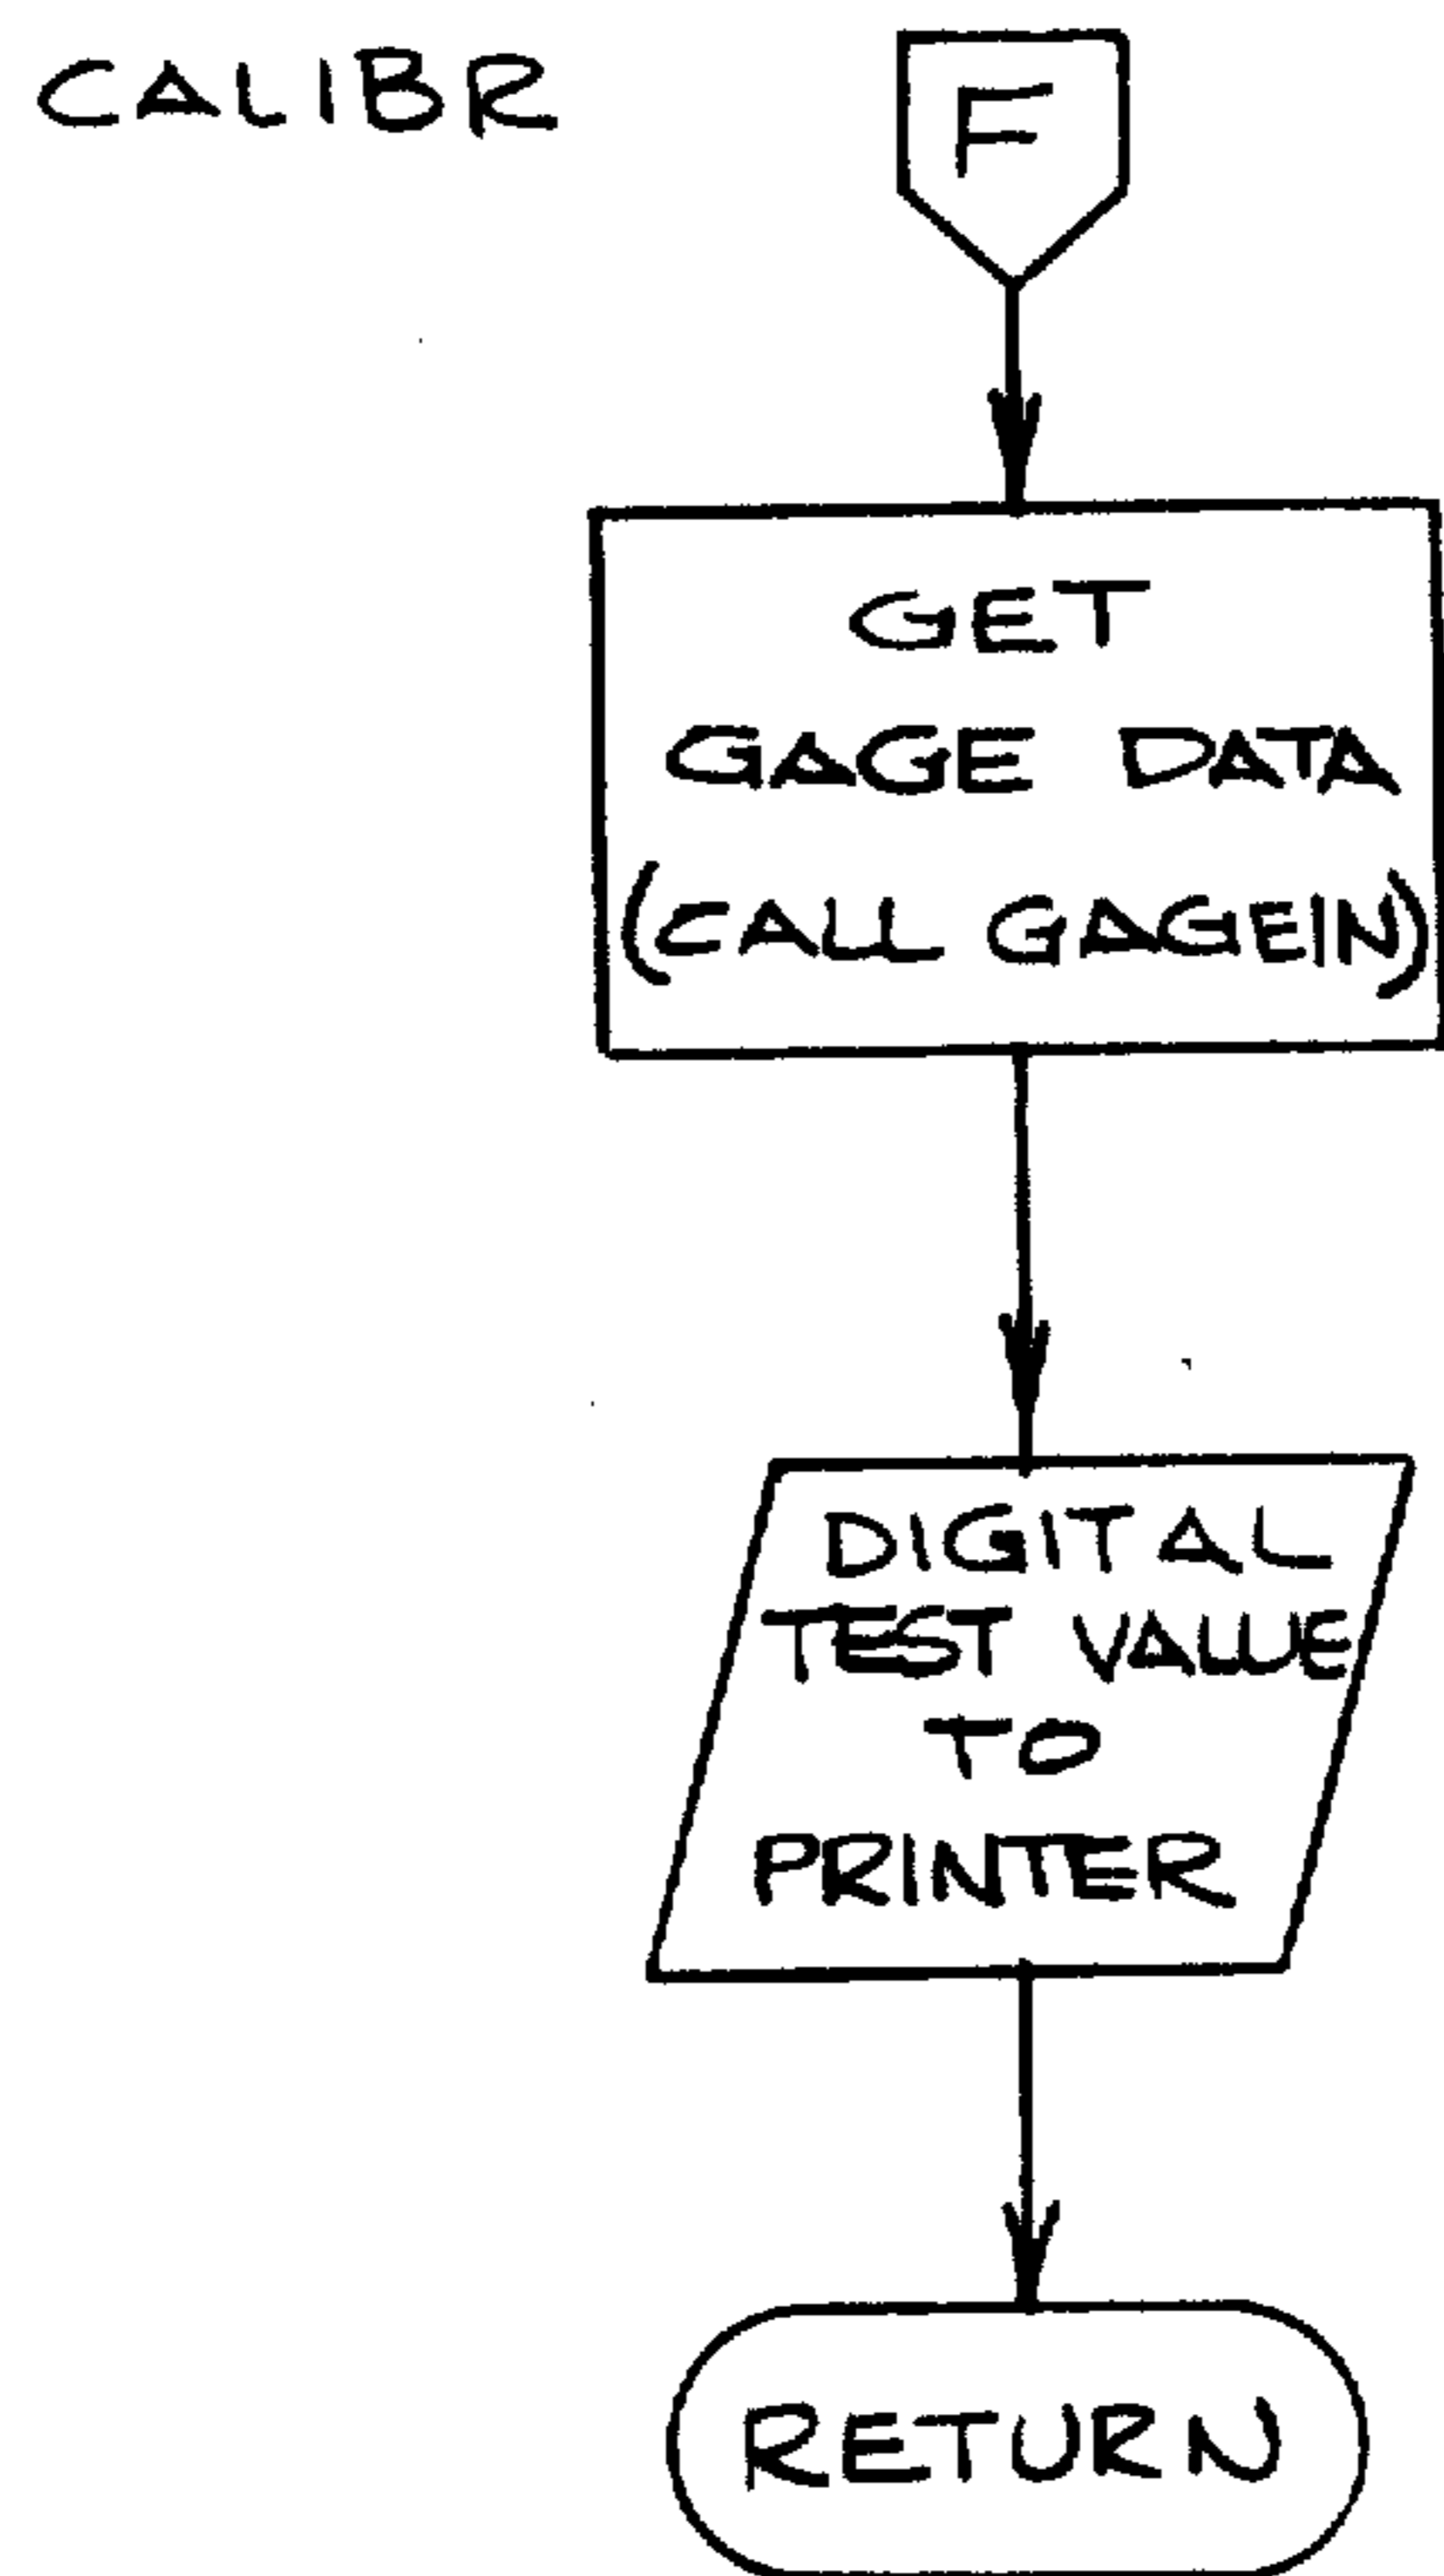 CALIBR
F
GET
GAGE DATA
(CALL GAGEIN)
DIGITAL
TEST VALUE
TO
PRINTER
RETURN